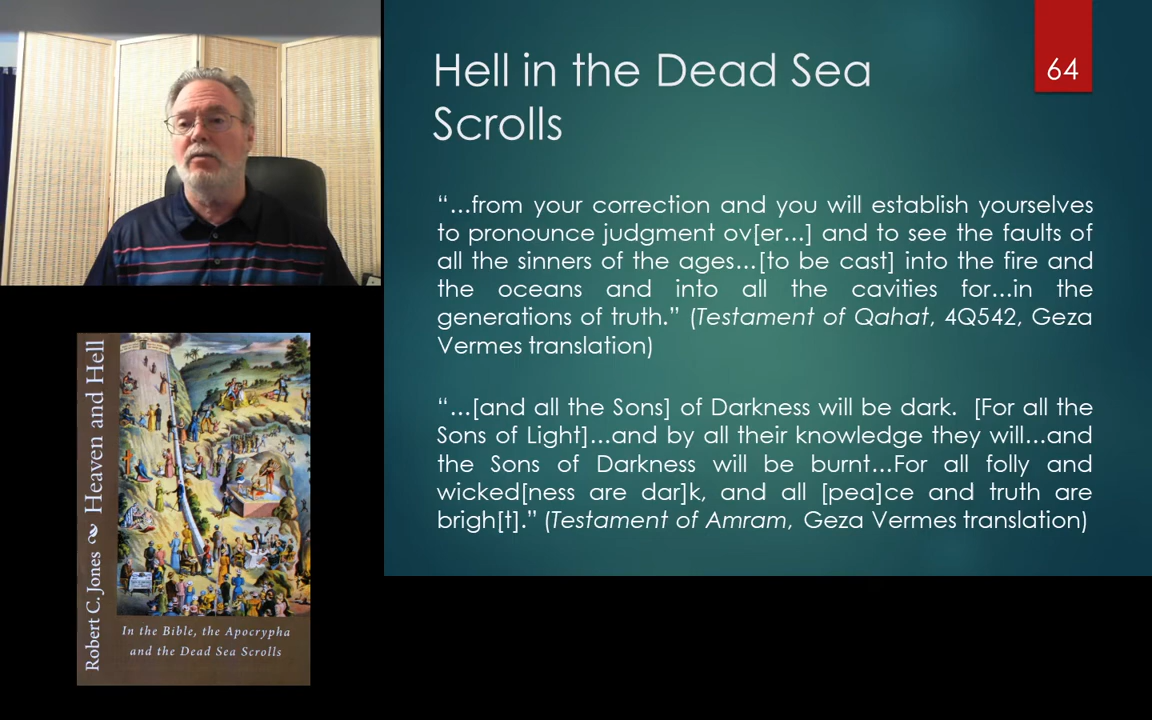 Hell in the Dead Sea
Scrolls
64
“…from your correction and you will establish yourselves
to pronounce judgment ov[er...] and to see the faults of
all the sinners of the ages…[to be cast] into the fire and
the oceans and into all the cavities for…in the
generations of truth.” (Testament of Qahat, 4Q542, Geza
Vermes translation)
“…[and all the Sons] of Darkness will be dark. [For all the
Sons of Light]…and by all their knowledge they will…and
the Sons of Darkness will be burnt…For all folly and
wicked[ness are dar]k, and all [pea]ce and truth are
brigh[t].” (Testament of Amram, Geza Vermes translation)
Robert C. Jones Heaven and Hell
In the Bible, the Apocrypha
and the Dead Sea Scrolls